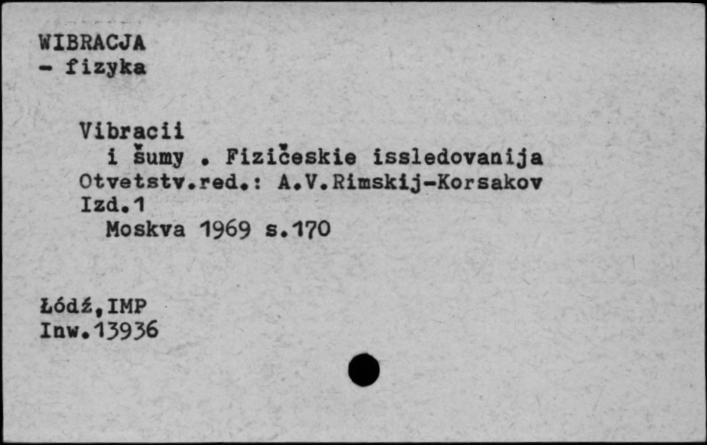 WIBRACJA
- fizyka
Vibracii
i šumy . Fizičeskie issledovanija
Otvetstv.red.: A.V.Rimskij-Korsakov
Izd.1
Moskva 1969 s.170
Łódź,IMP
Inw.13936